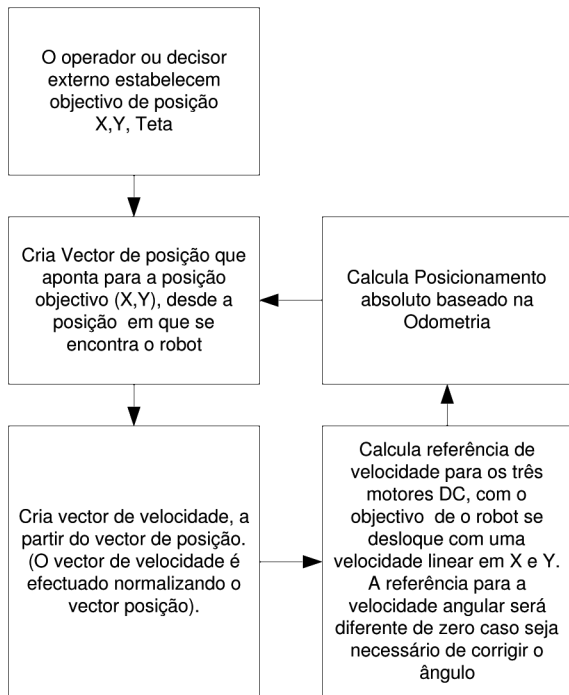 O operador ou decisor
externo estabelecem
objectivo de posição
X,Y, Teta
Cria Vector de posição que
aponta para a posição
objectivo (X,Y), desde a
posição em que se
encontra o robot
Calcula Posicionamento
absoluto baseado na
Odometria
Cria vector de velocidade, a
partir do vector de posição.
(O vector de velocidade é
efectuado normalizando o
vector posição).
Calcula referência de
velocidade para os três
motores DC, com o
objectivo de o robot se
desloque com uma
velocidade linear em X e Y.
A referência para a
velocidade angular será
diferente de zero caso seja
necessário de corrigir o
ângulo